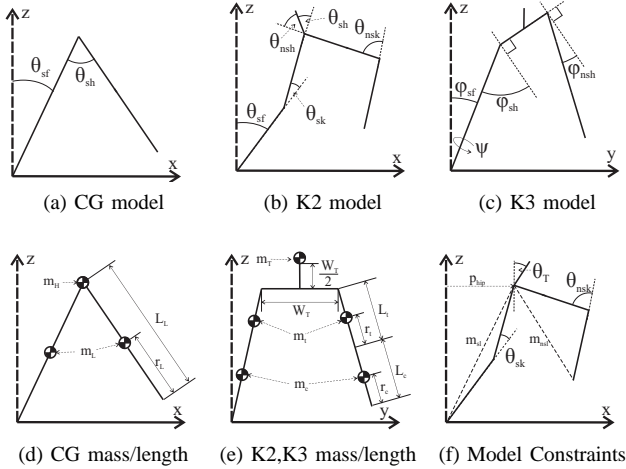 z
θsf
θsh
x
(a) CG model
z
θsh
θnsh
θnsk
θsk
θsf
x
(b) K2 model
z
φsf
φsh
φnsh
ψ
y
(c) K3 model
z
mH
LL
mL
rL
x
(d) CG mass/length
z
mT
WT
2
WT
mt
rt
Lt
mc
rc
Lc
y
(e) K2,K3 mass/length
z
phip
θT
θnsk
msl
mnsl
θsk
x
(f) Model Constraints